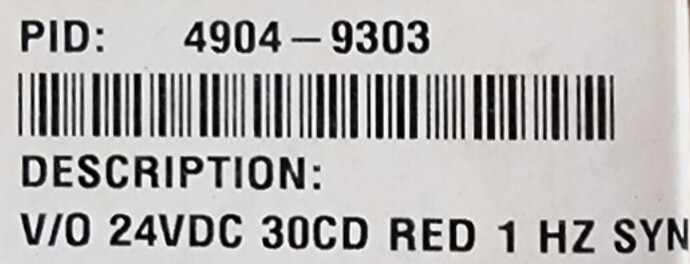 PID: 4904-9303
DESCRIPTION:
V/O 24VDC 30CD RED 1 HZ SYN